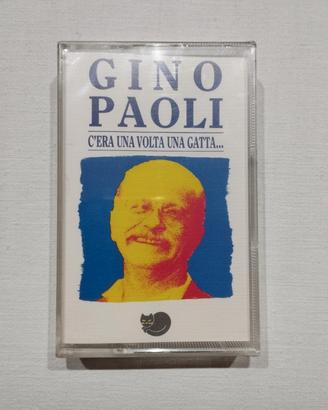 GINO
PAOLI
C'ERA UNA VOLTA UNA GATTA...